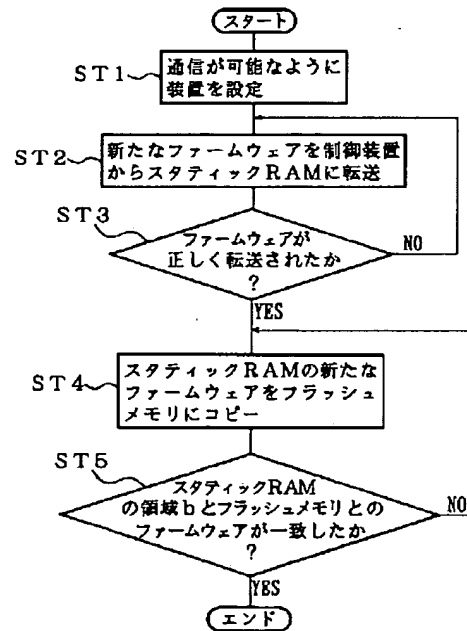 スタート
ST1
通信が可能なように
装置を設定
ST2
新たなファームウェアを制御装置
からスタティックRAMに転送
ST3
ファームウェアが
正しく転送されたか
?
NO
YES
ST4
スタティックRAMの新たな
ファームウェアをフラッシュ
メモリにコピー
ST5
スタティックRAM
の領域bとフラッシュメモリとの
ファームウェアが一致したか
?
NO
YES
エンド